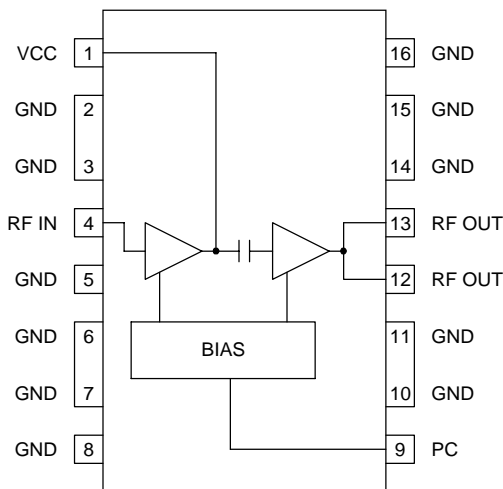 VCC 1 16 GND
GND 2 15 GND
GND 3 14 GND
RF IN 4 13 RF OUT
GND 5 12 RF OUT
GND 6 BIAS 11 GND
GND 7 10 GND
GND 8 9 PC